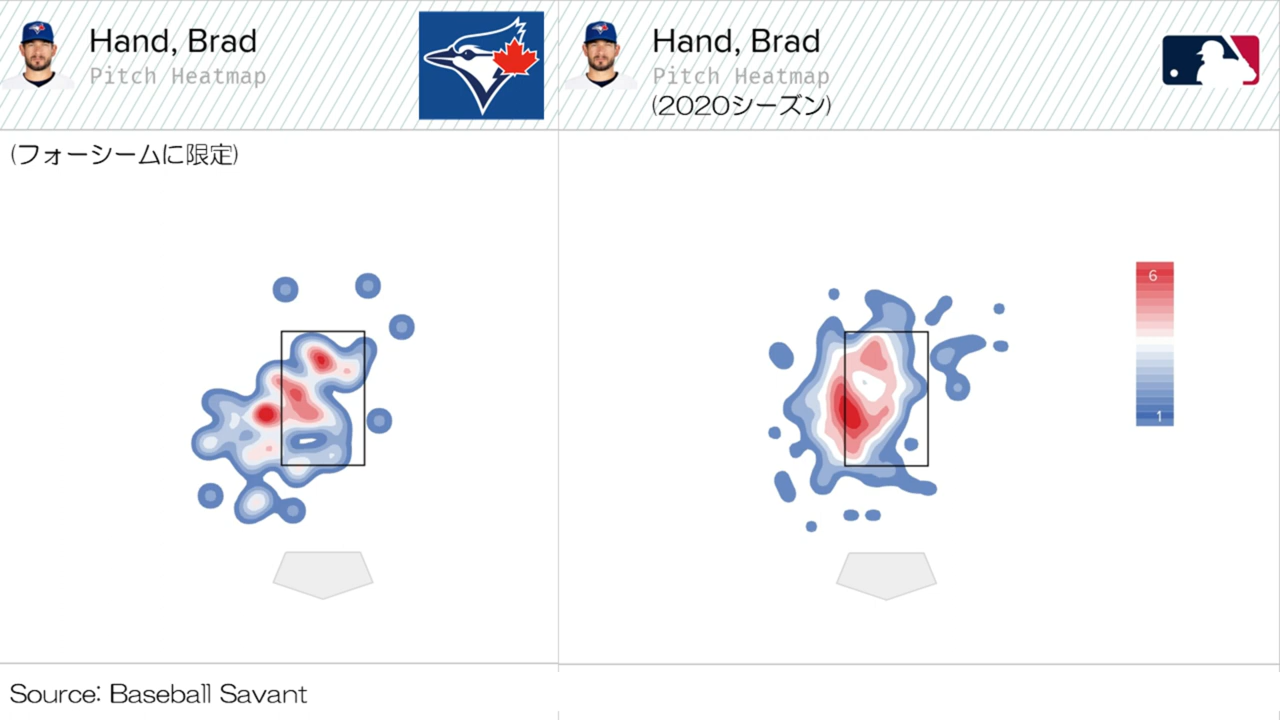 Hand, Brad
Pitch Heatmap
(フォーシームに限定)
Hand, Brad
Pitch Heatmap
(2020シーズン)
6
1
Source: Baseball Savant